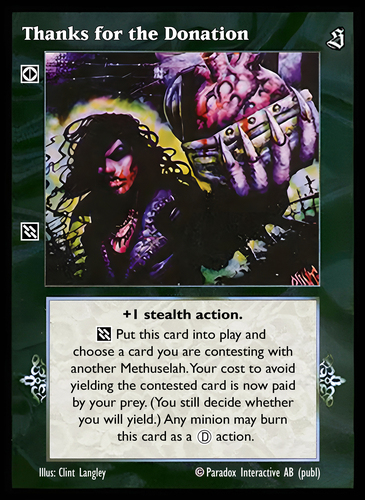 Thanks for the Donation
+1 stealth action.
Put this card into play and
choose a card you are contesting with
another Methuselah. Your cost to avoid
yielding the contested card is now paid
by your prey. (You still decide whether
you will yield.) Any minion may burn
this card as a Ⓓ action.
Illus: Clint Langley
© Paradox Interactive AB (publ)